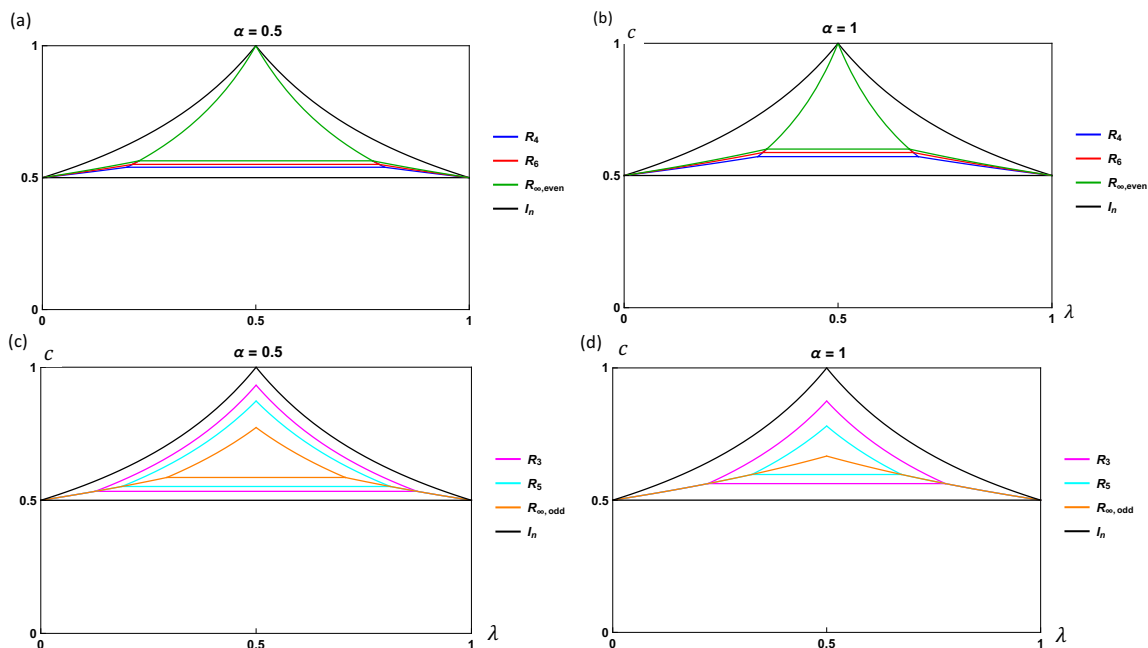 (a)
α = 0.5
1
0.5
0
0
0.5
1
R4
R6
R∞,even
In
(b)
c
α = 1
1
0.5
0
0
0.5
1
λ
R4
R6
R∞,even
In
(c)
c
α = 0.5
1
0.5
0
0
0.5
1
λ
R3
R5
R∞, odd
In
(d)
c
α = 1
1
0.5
0
0
0.5
1
λ
R3
R5
R∞, odd
In